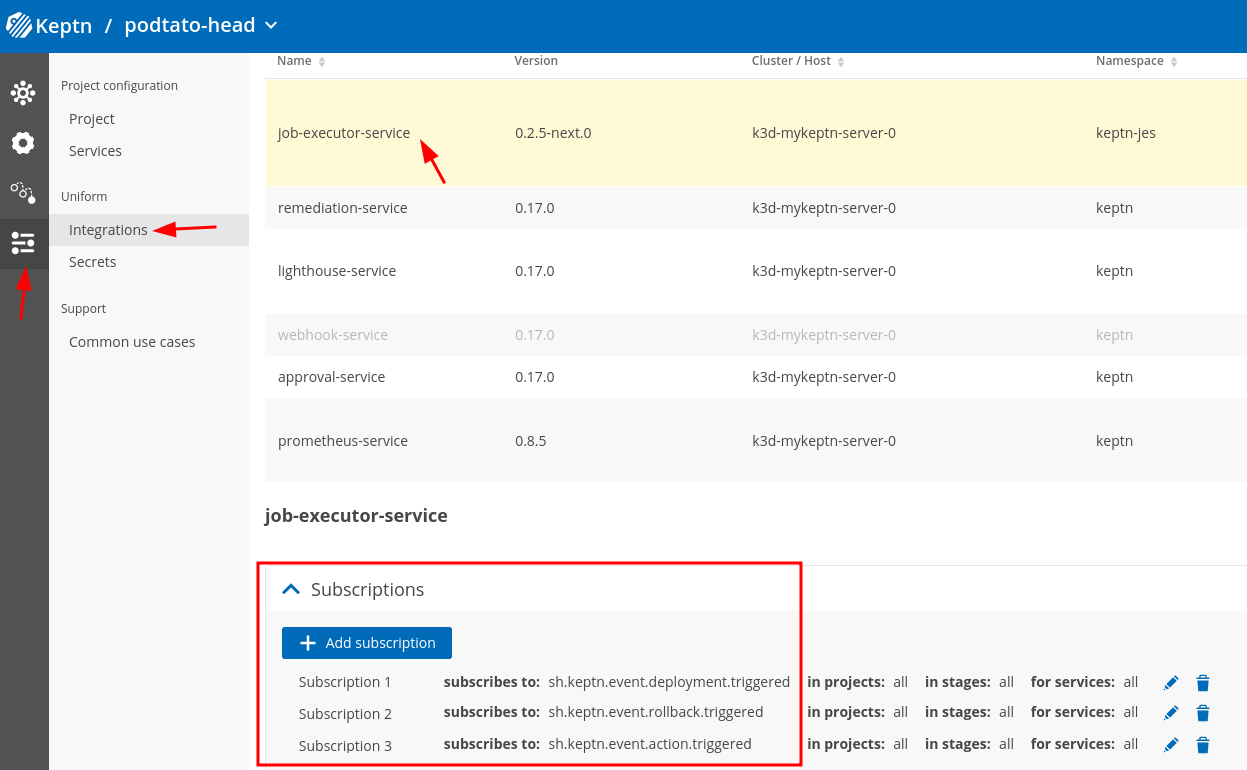 Keptn / podtato-head
Project configuration
Project
Services
Uniform
Integrations
Secrets
Support
Common use cases
Name Version Cluster / Host Namespace
job-executor-service 0.2.5-next.0 k3d-mykeptn-server-0 keptn-jes
remediation-service 0.17.0 k3d-mykeptn-server-0 keptn
lighthouse-service 0.17.0 k3d-mykeptn-server-0 keptn
webhook-service 0.17.0 k3d-mykeptn-server-0 keptn
approval-service 0.17.0 k3d-mykeptn-server-0 keptn
prometheus-service 0.8.5 k3d-mykeptn-server-0 keptn
job-executor-service
Subscriptions
Add subscription
Subscription 1 subscribes to: sh.keptn.event.deployment.triggered in projects: all in stages: all for services: all
Subscription 2 subscribes to: sh.keptn.event.rollback.triggered in projects: all in stages: all for services: all
Subscription 3 subscribes to: sh.keptn.event.action.triggered in projects: all in stages: all for services: all